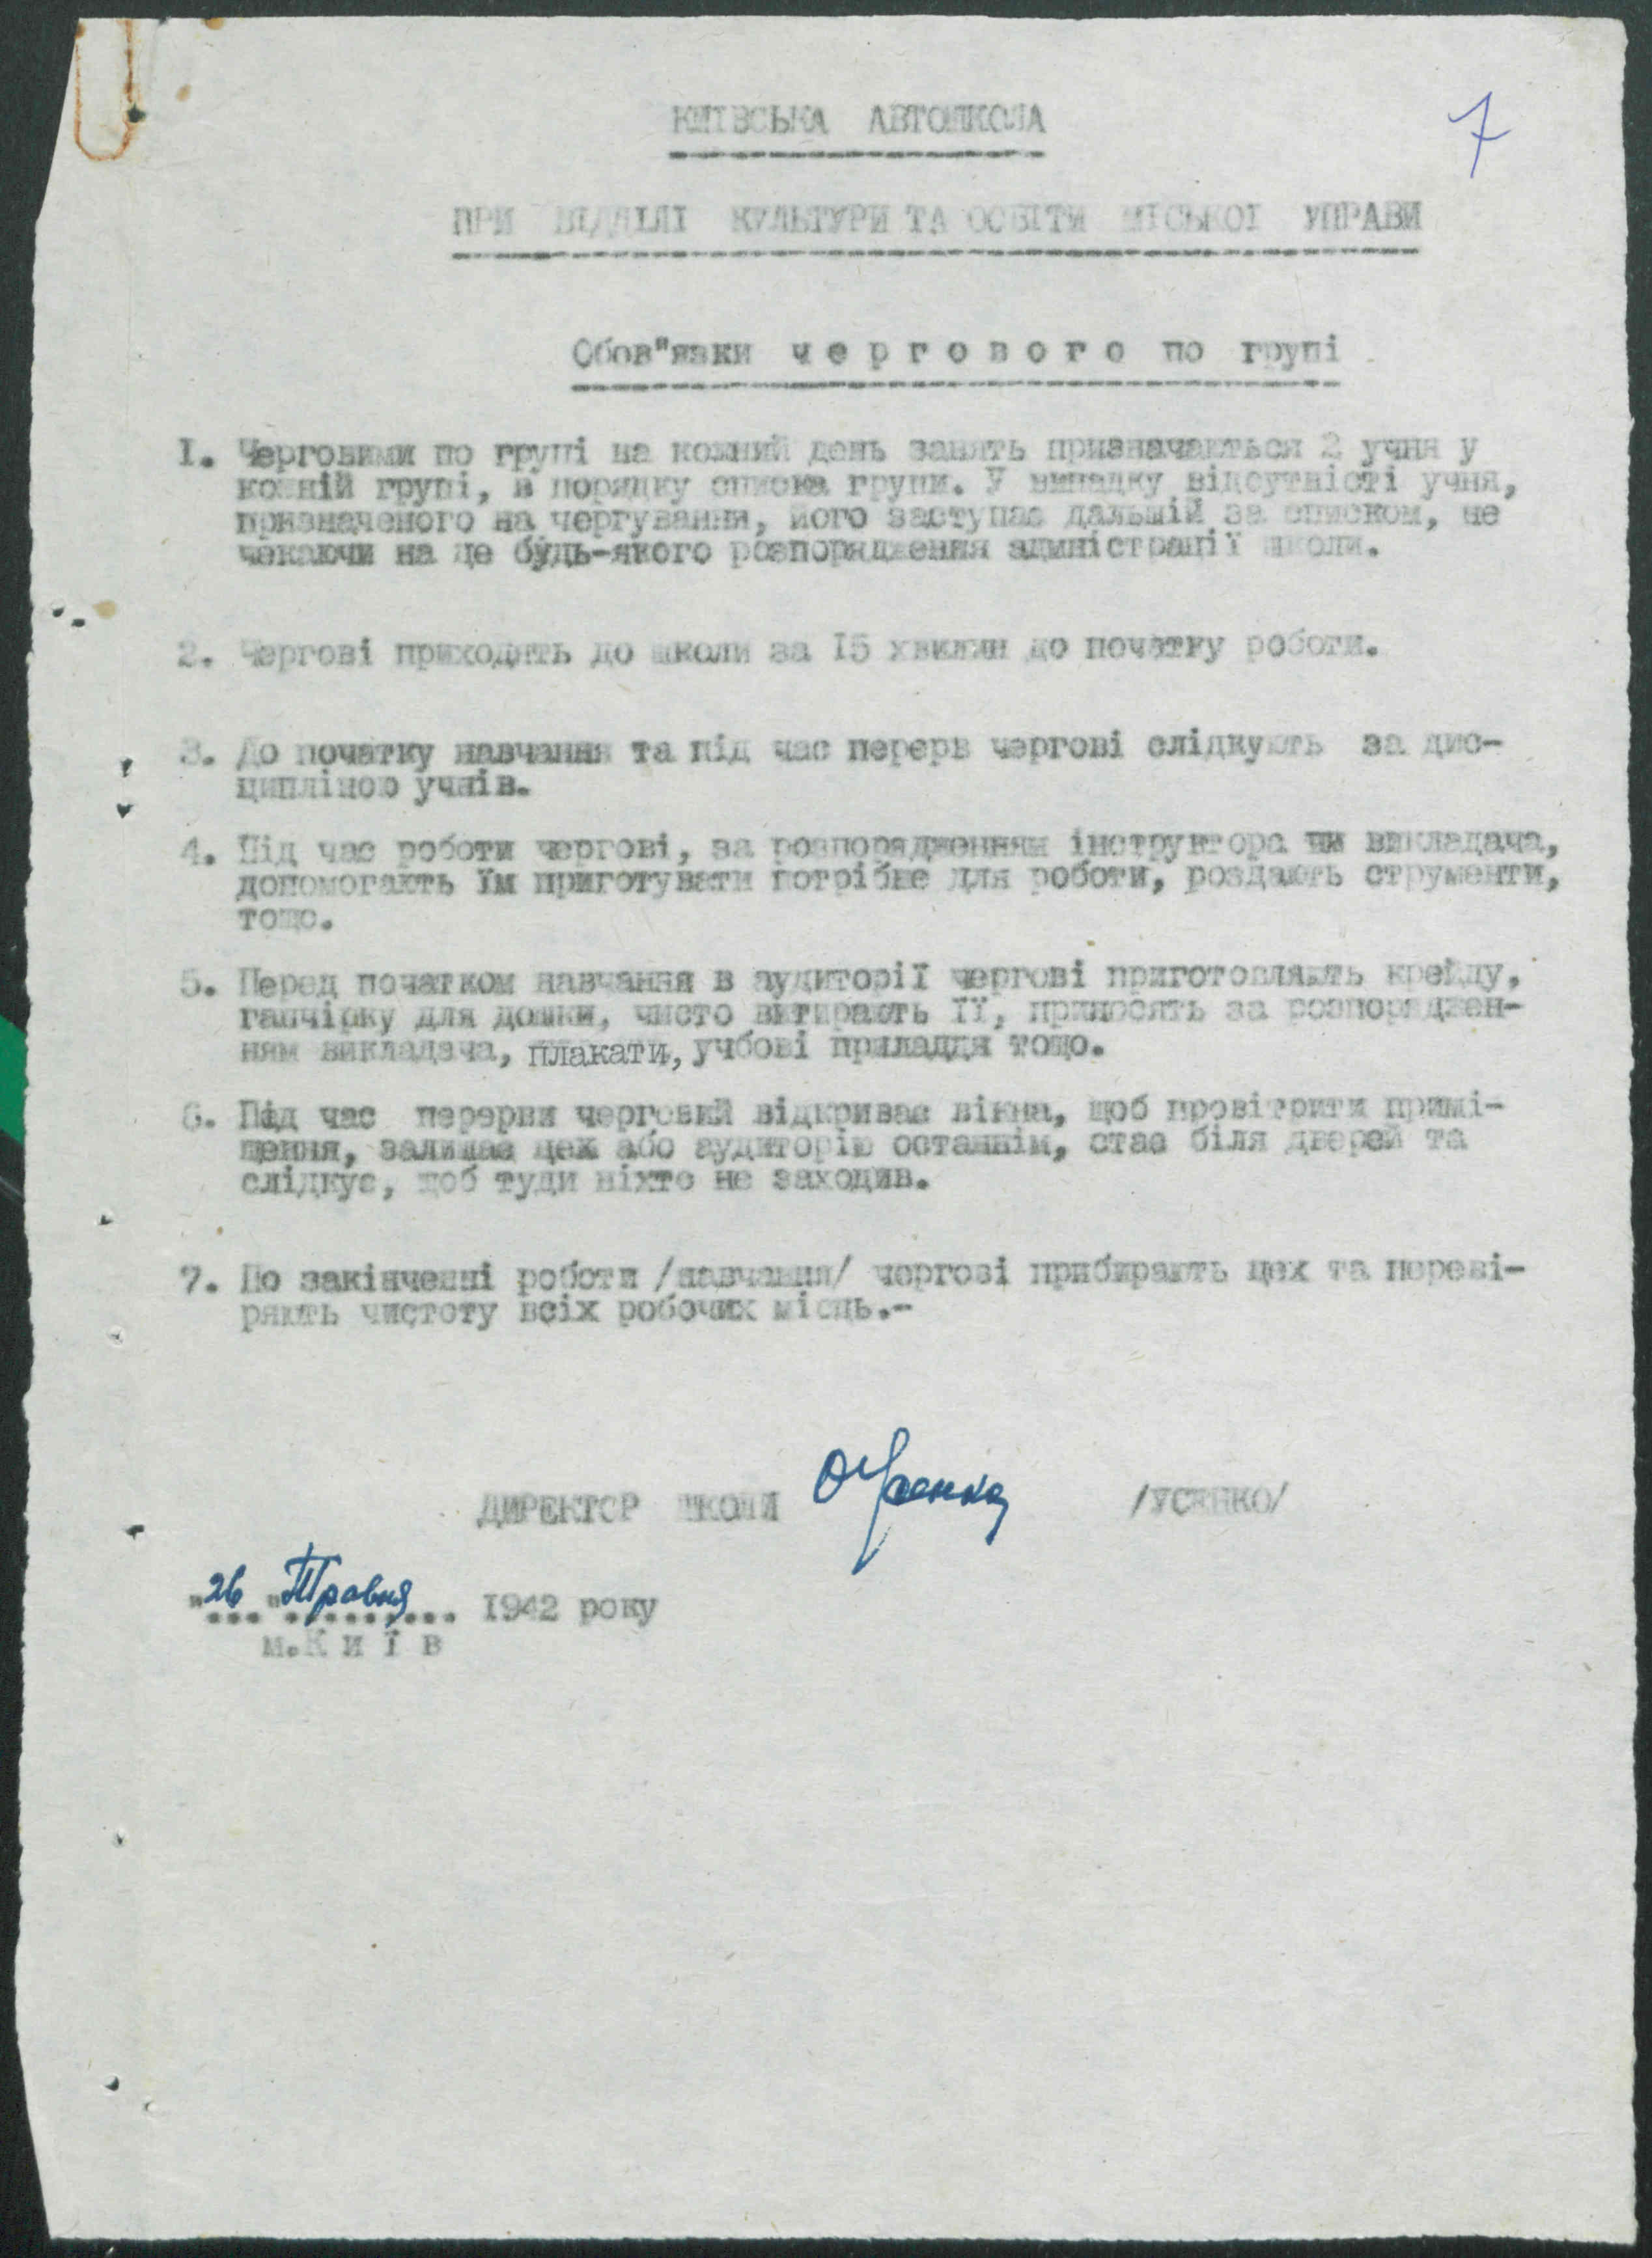 7
КИЇВСЬКА АВТОШКОЛА
ПРИ ВІДДІЛІ КУЛЬТУРИ ТА ОСВІТИ МІСЬКОІ УПРАВИ
Обов"язки ч е р г о в о г о по групі
1. Черговими по групі на кожний день занять призначаються 2 учня у
кожній групі, в порядку списка групи. У випадку відсутності учня,
призначеного на чергування, його заступає дальшій за списком, не
чекаючи на це будь-якого розпорядження адміністрації школи.
2. Чергові приходять до школи за 15 хвилин до початку роботи.
3. До початку навчання та під час перерв чергові слідкують за дис-
ципліною учнів.
4. Під час роботи чергові, за розпорядженням інструктора чи викладача,
допомогають їм приготувати потрібне для роботи, роздають струменти,
тощо.
5. Перед початком навчання в аудиторії чергові приготовляють крейду,
ганчірку для дошки, чисто витирають її, приносять за розпоряджен-
ням викладача, плакати, учбові приладдя тощо.
6. Під час перерви черговий відкриває вікна, щоб провітрити примі-
щення, залишає цех або аудиторію останнім, стає біля дверей та
слідкує, щоб туди ніхто не заходив.
7. По закінченні роботи /навчання/ чергові прибирають цех та переві-
ряють чистоту всіх робочих місць.-
ДИРЕКТОР ШКОЛИ ОУсенко /УСЕНКО/
"26" Травня 1942 року
м.К и ї в